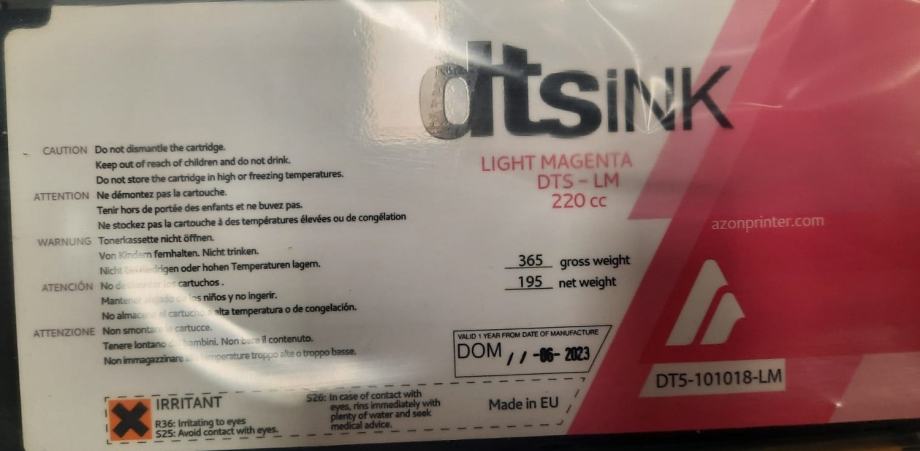 dtsiNK
LIGHT MAGENTA
DTS - LM
220 cc
azonprinter.com
CAUTION Do not dismantle the cartridge.
Keep out of reach of children and do not drink.
Do not store the cartridge in high or freezing temperatures.
ATTENTION Ne démontez pas la cartouche.
Tenir hors de portée des enfants et ne buvez pas.
Ne stockez pas la cartouche à des températures élevées ou de congélation
WARNUNG Tonerkassette nicht öffnen.
Von Kindern fernhalten. Nicht trinken.
Nicht oder hohen Temperaturen lagern.
ATENCIÓN No los cartuchos .
niños y no ingerir.
No cartucho alta temperatura o de congelación.
ATTENZIONE Non cartucce.
Tenere lontano bambini. Non il contenuto.
Non immagazzinare temperature troppo alte o troppo basse.
365 gross weight
195 net weight
VALID 1 YEAR FROM DATE OF MANUFACTURE
DOM / / -06- 2023
DT5-101018-LM
IRRITANT
R36: Irritating to eyes
S25: Avoid contact with eyes.
S26: In case of contact with
eyes, rins immediately with
plenty of water and seek
medical advice.
Made in EU